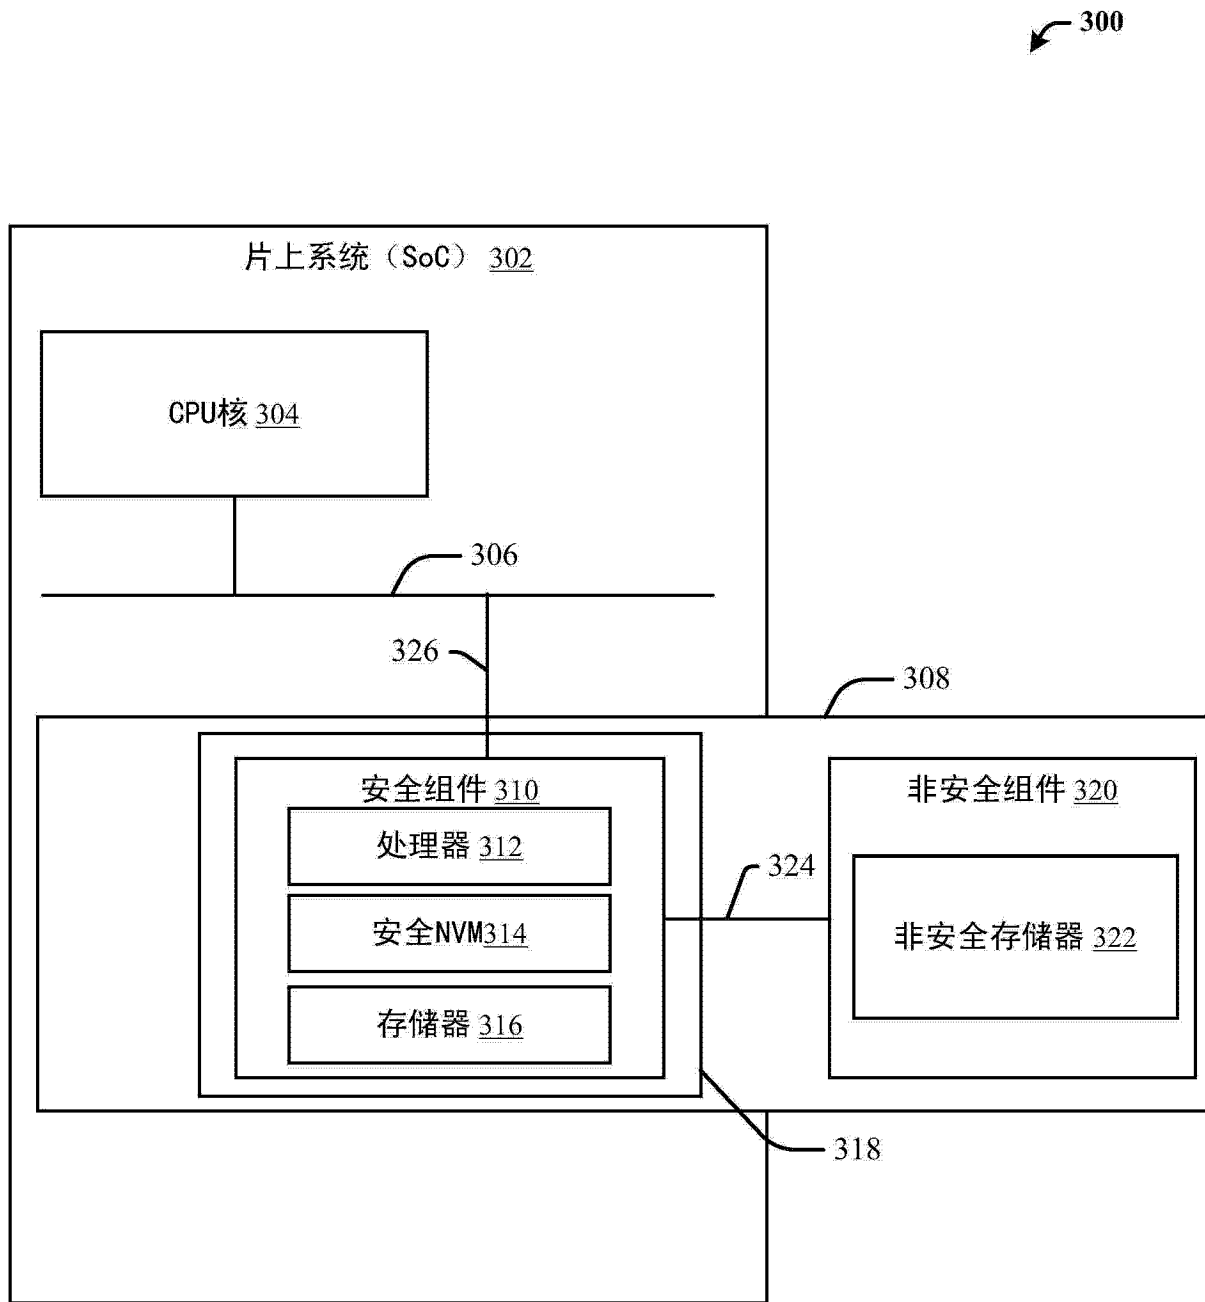 300
片上系统（SoC）302
CPU核 304
306
326
308
安全组件 310
非安全组件 320
处理器 312
324
安全NVM314
非安全存储器 322
存储器 316
318